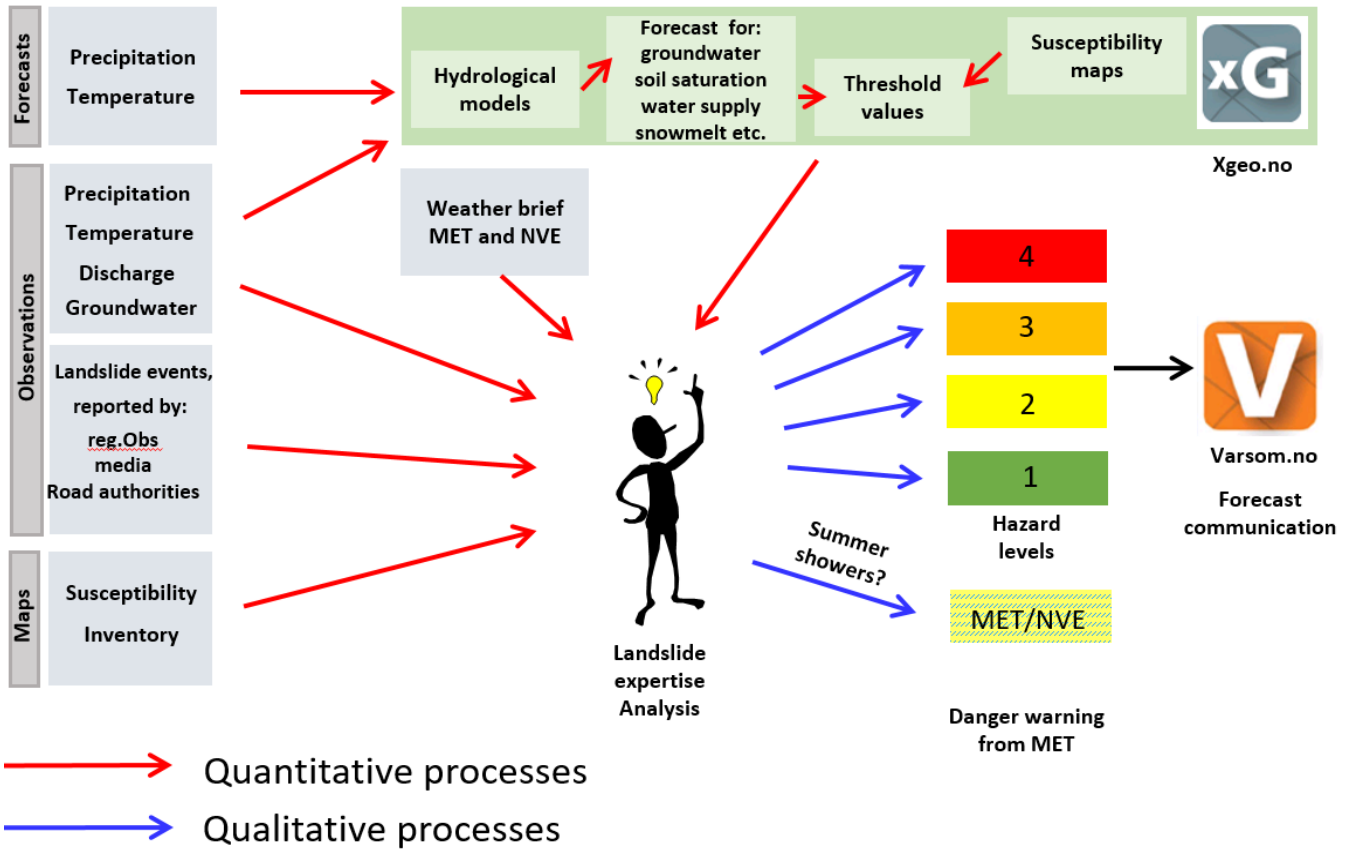 Forecasts
Precipitation
Temperature
Hydrological
models
Forecast for:
groundwater
soil saturation
water supply
snowmelt etc.
Threshold
values
Susceptibility
maps
xG
Xgeo.no
Observations
Precipitation
Temperature
Discharge
Groundwater
Landslide events,
reported by:
reg.Obs
media
Road authorities
Weather brief
MET and NVE
Maps
Susceptibility
Inventory
Landslide
expertise
Analysis
4
3
2
1
Hazard
levels
Summer
showers?
MET/NVE
Danger warning
from MET
V
Varsom.no
Forecast
communication
Quantitative processes
Qualitative processes